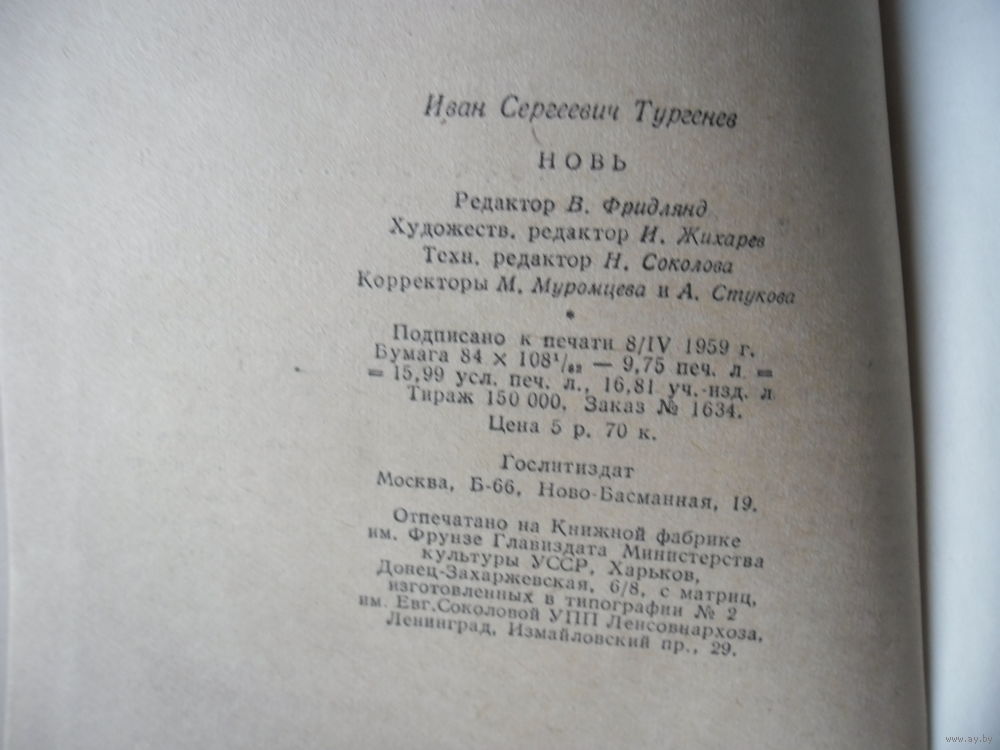 Иван Сергеевич Тургенев
НОВЬ
Редактор В. Фридлянд
Художеств. редактор И. Жихарев
Техн. редактор Н. Соколова
Корректоры М. Муромцева и А. Стукова
*
Подписано к печати 8/IV 1959 г.
Бумага 84 × 108¹/₃₂ — 9,75 печ. л =
= 15,99 усл. печ. л., 16,81 уч.-изд. л
Тираж 150 000. Заказ № 1634.
Цена 5 р. 70 к.
Гослитиздат
Москва, Б-66, Ново-Басманная, 19.
Отпечатано на Книжной фабрике
им. Фрунзе Главиздата Министерства
культуры УССР, Харьков,
Донец-Захаржевская, 6/8, с матриц,
изготовленных в типографии № 2
им. Евг.Соколовой УПП Ленсовнархоза,
Ленинград, Измайловский пр., 29.
www.ay.by